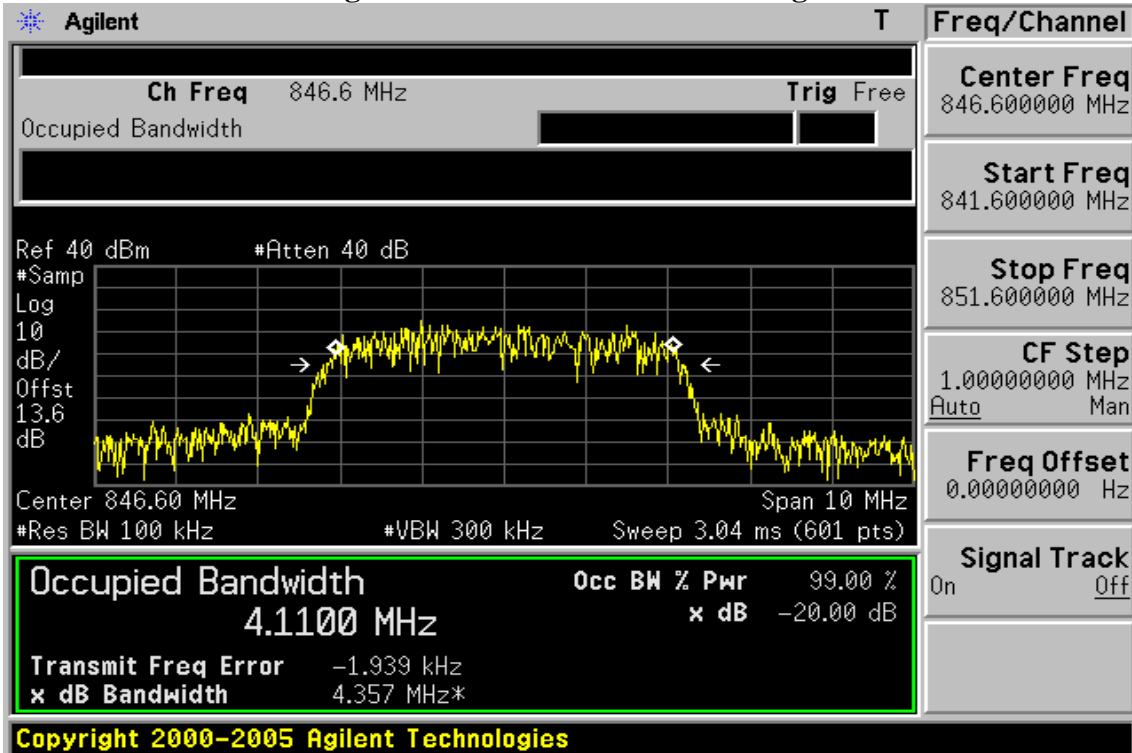 Agilent
T
Freq/Channel
Ch Freq 846.6 MHz
Trig Free
Occupied Bandwidth
Center Freq
846.600000 MHz
Start Freq
841.600000 MHz
Stop Freq
851.600000 MHz
CF Step
1.00000000 MHz
Auto Man
Freq Offset
0.00000000 Hz
Signal Track
On Off
Ref 40 dBm #Atten 40 dB
#Samp
Log
10
dB/
Offst
13.6
dB
Center 846.60 MHz Span 10 MHz
#Res BW 100 kHz #VBW 300 kHz Sweep 3.04 ms (601 pts)
Occupied Bandwidth
4.1100 MHz
Occ BW % Pwr 99.00 %
x dB -20.00 dB
Transmit Freq Error -1.939 kHz
x dB Bandwidth 4.357 MHz*
Copyright 2000-2005 Agilent Technologies